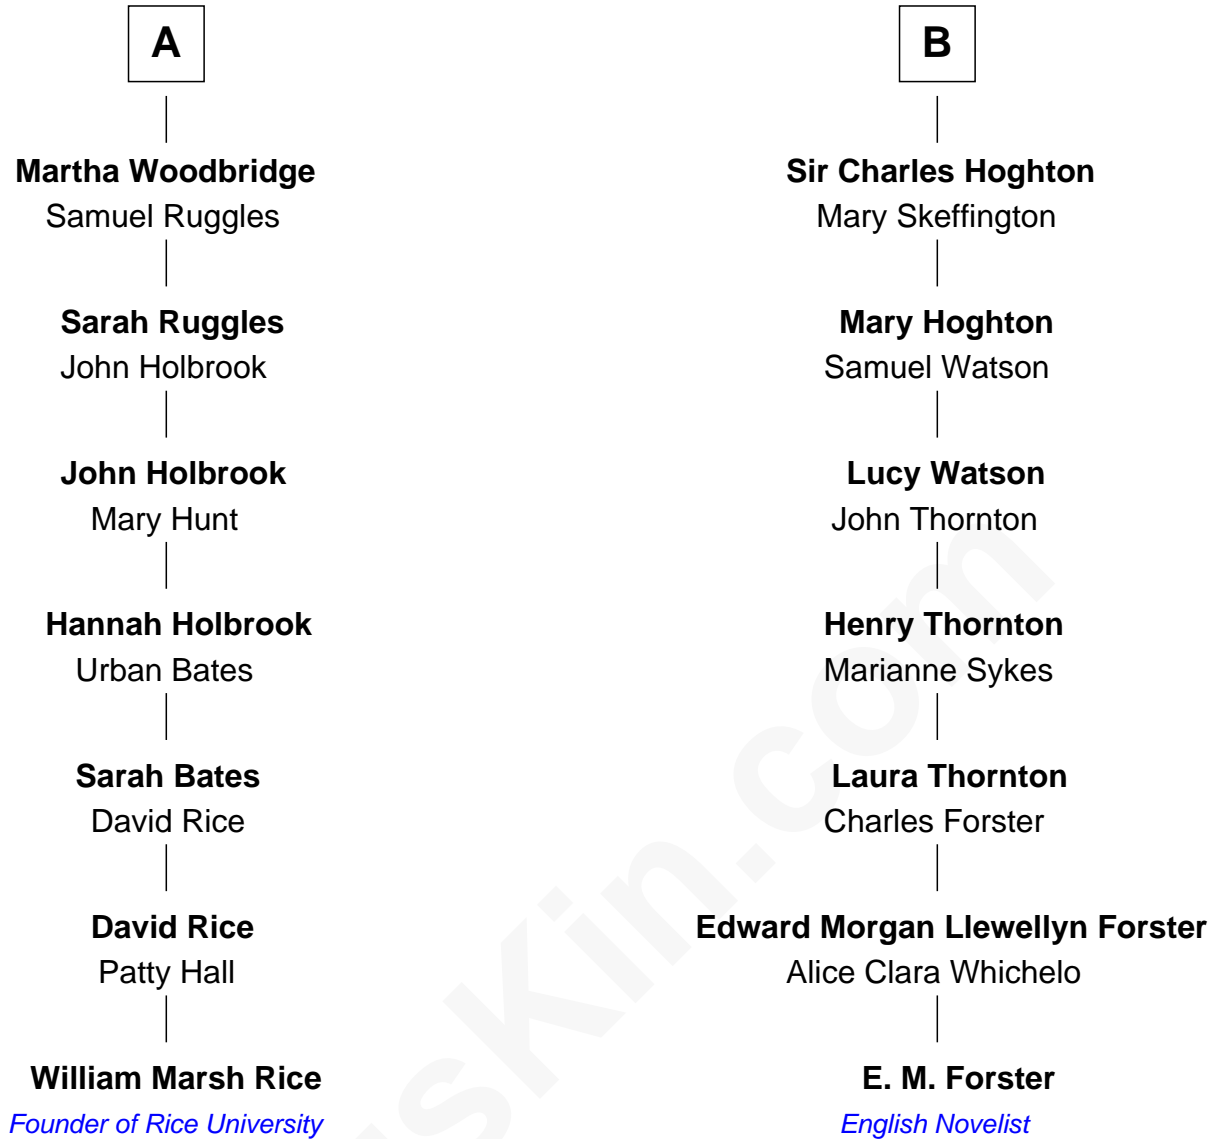 A
Martha Woodbridge
Samuel Ruggles
Sarah Ruggles
John Holbrook
John Holbrook
Mary Hunt
Hannah Holbrook
Urban Bates
Sarah Bates
David Rice
David Rice
Patty Hall
William Marsh Rice
Founder of Rice University
B
Sir Charles Hoghton
Mary Skeffington
Mary Hoghton
Samuel Watson
Lucy Watson
John Thornton
Henry Thornton
Marianne Sykes
Laura Thornton
Charles Forster
Edward Morgan Llewellyn Forster
Alice Clara Whichelo
E. M. Forster
English Novelist
sKin.com